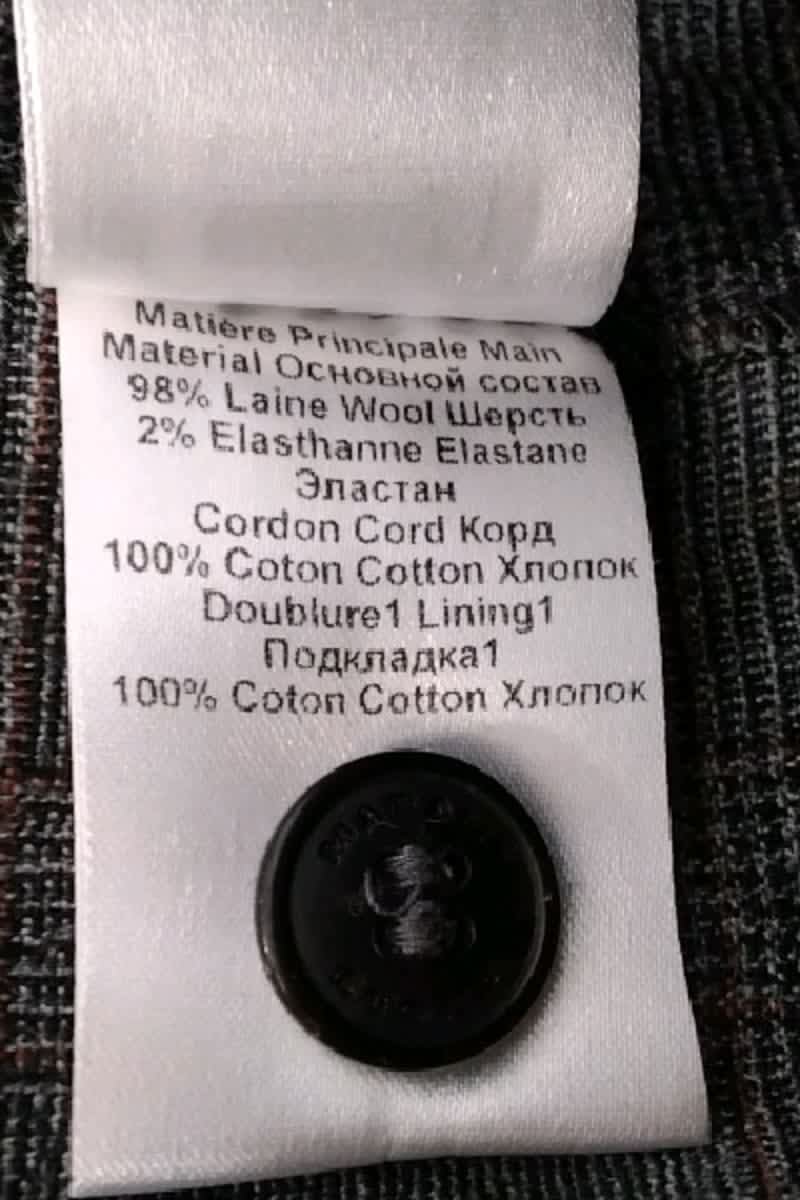 Matière Principale Main
Material Основной состав
98% Laine Wool Шерсть
2% Elasthanne Elastane
Эластан
Cordon Cord Корд
100% Coton Cotton Хлопок
Doublure1 Lining1
Подкладка1
100% Coton Cotton Хлопок